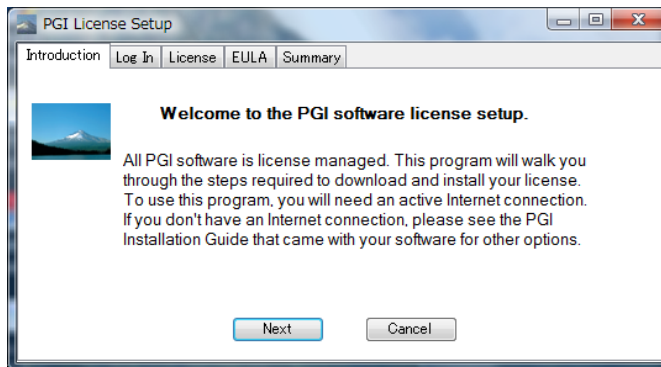 PGI License Setup
Introduction Log In License EULA Summary
Welcome to the PGI software license setup.
All PGI software is license managed. This program will walk you
through the steps required to download and install your license.
To use this program, you will need an active Internet connection.
If you don't have an Internet connection, please see the PGI
Installation Guide that came with your software for other options.
Next Cancel